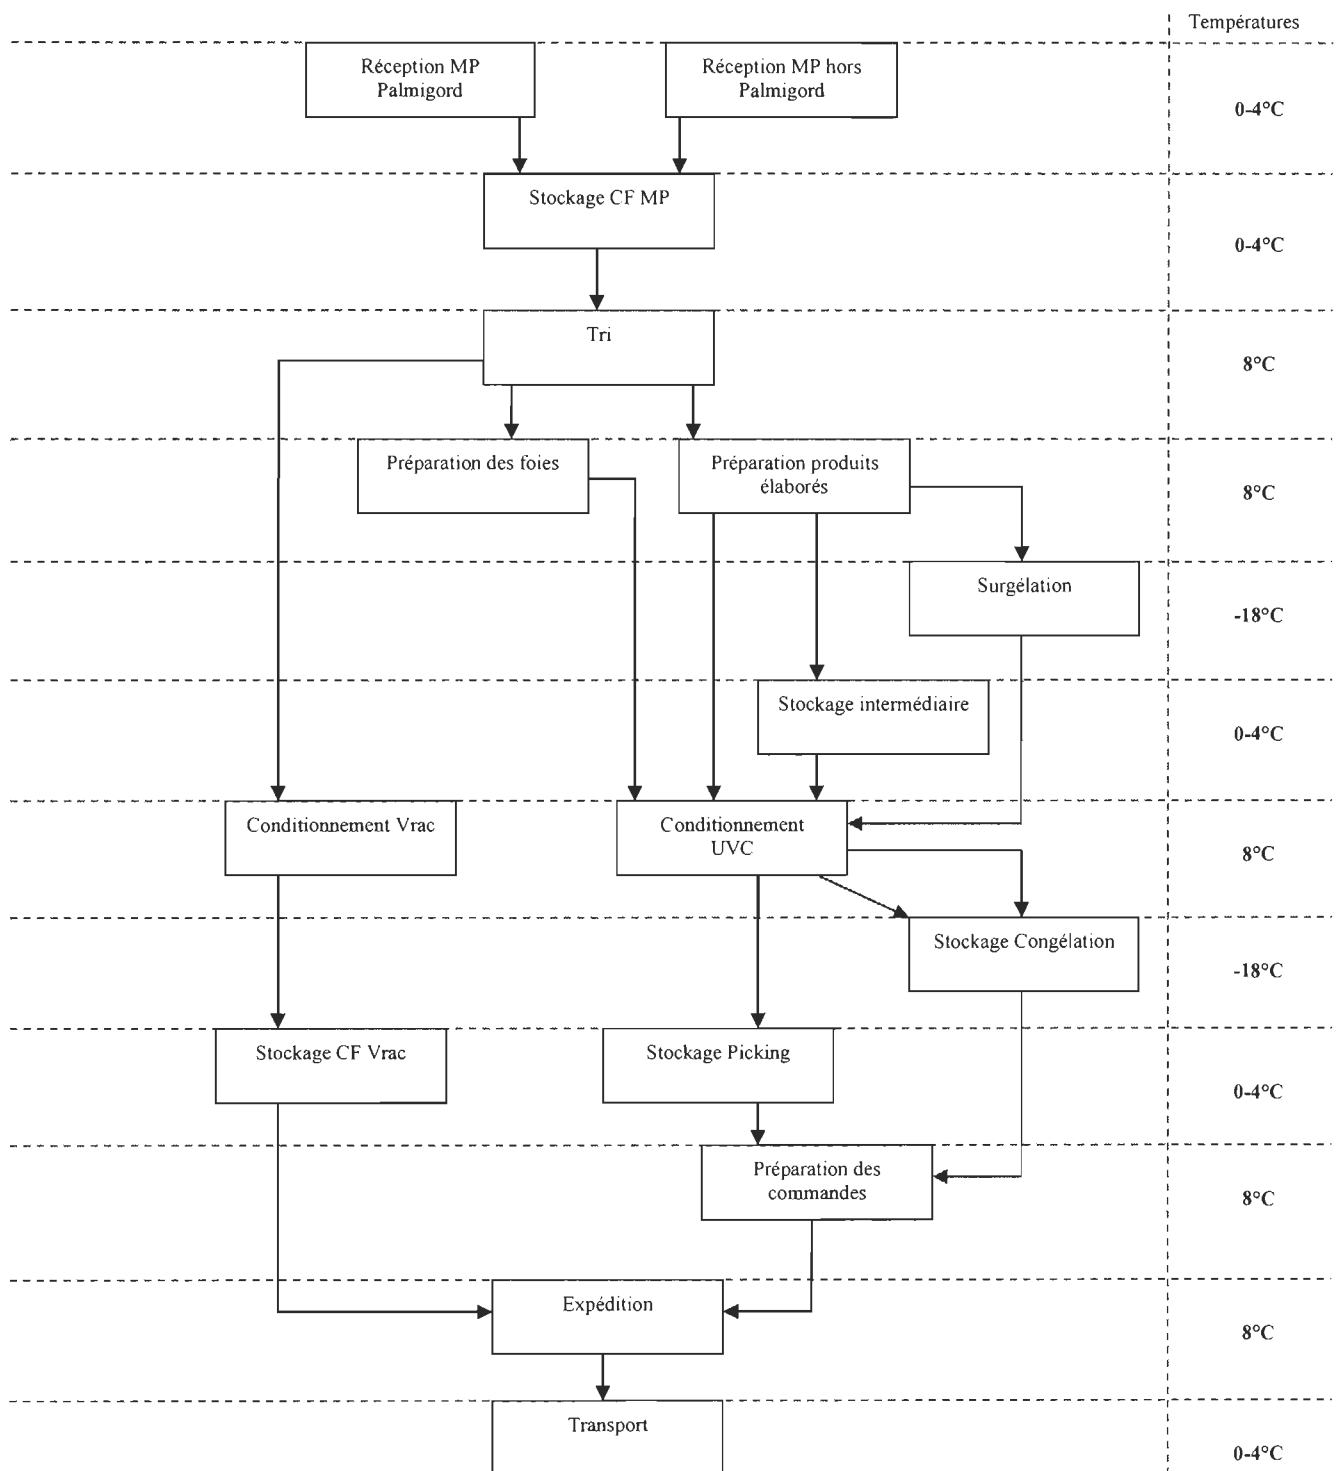 Températures
Réception MP
Palmigord
Réception MP hors
Palmigord
0-4°C
Stockage CF MP
0-4°C
Tri
8°C
Préparation des foies
Préparation produits
élaborés
8°C
Surgélation
-18°C
Stockage intermédiaire
0-4°C
Conditionnement Vrac
Conditionnement
UVC
8°C
Stockage Congélation
-18°C
Stockage CF Vrac
Stockage Picking
0-4°C
Préparation des
commandes
8°C
Expédition
8°C
Transport
0-4°C